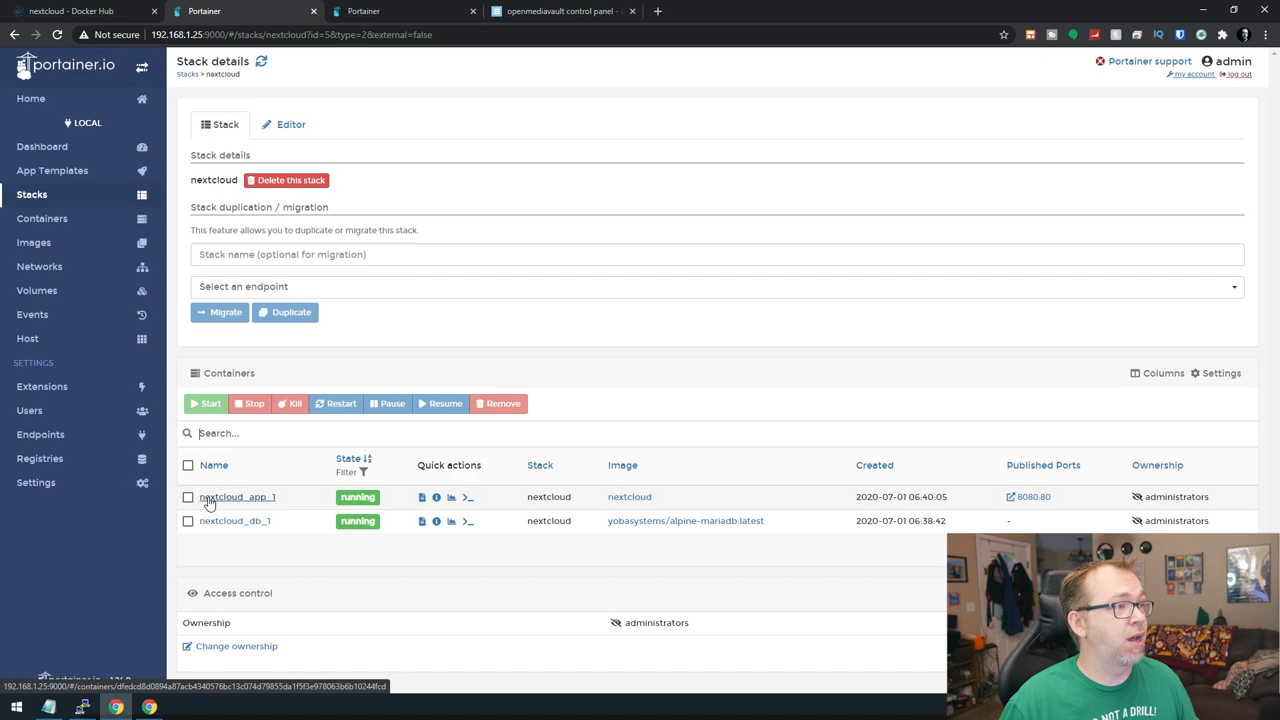 nextcloud - Docker Hub
Portainer
Portainer
openmediavault control panel - c
Not secure
192.168.1.25:9000/#/stacks/nextcloud?id=5&type=2&external=false
portainer.io
Stack details
Stacks > nextcloud
Portainer support
admin
my account
log out
Home
LOCAL
Dashboard
App Templates
Stacks
Containers
Images
Networks
Volumes
Events
Host
SETTINGS
Extensions
Users
Endpoints
Registries
Settings
Stack
Editor
Stack details
nextcloud
Delete this stack
Stack duplication / migration
This feature allows you to duplicate or migrate this stack.
Stack name (optional for migration)
Select an endpoint
Migrate
Duplicate
Containers
Columns
Settings
Start
Stop
Kill
Restart
Pause
Resume
Remove
Search...
Name
State
Filter
Quick actions
Stack
Image
Created
Published Ports
Ownership
nextcloud_app_1
running
nextcloud
nextcloud
2020-07-01 06:40:05
8080:80
administrators
nextcloud_db_1
running
nextcloud
yobasystems/alpine-mariadb:latest
2020-07-01 06:38:42
-
administrators
Access control
Ownership
administrators
Change ownership
192.168.1.25:9000/#/containers/dfedcd8d0894a87acb4340576bc13c074d79855da1f5f3e978063b6b10244fcd
NOT A DRILL!